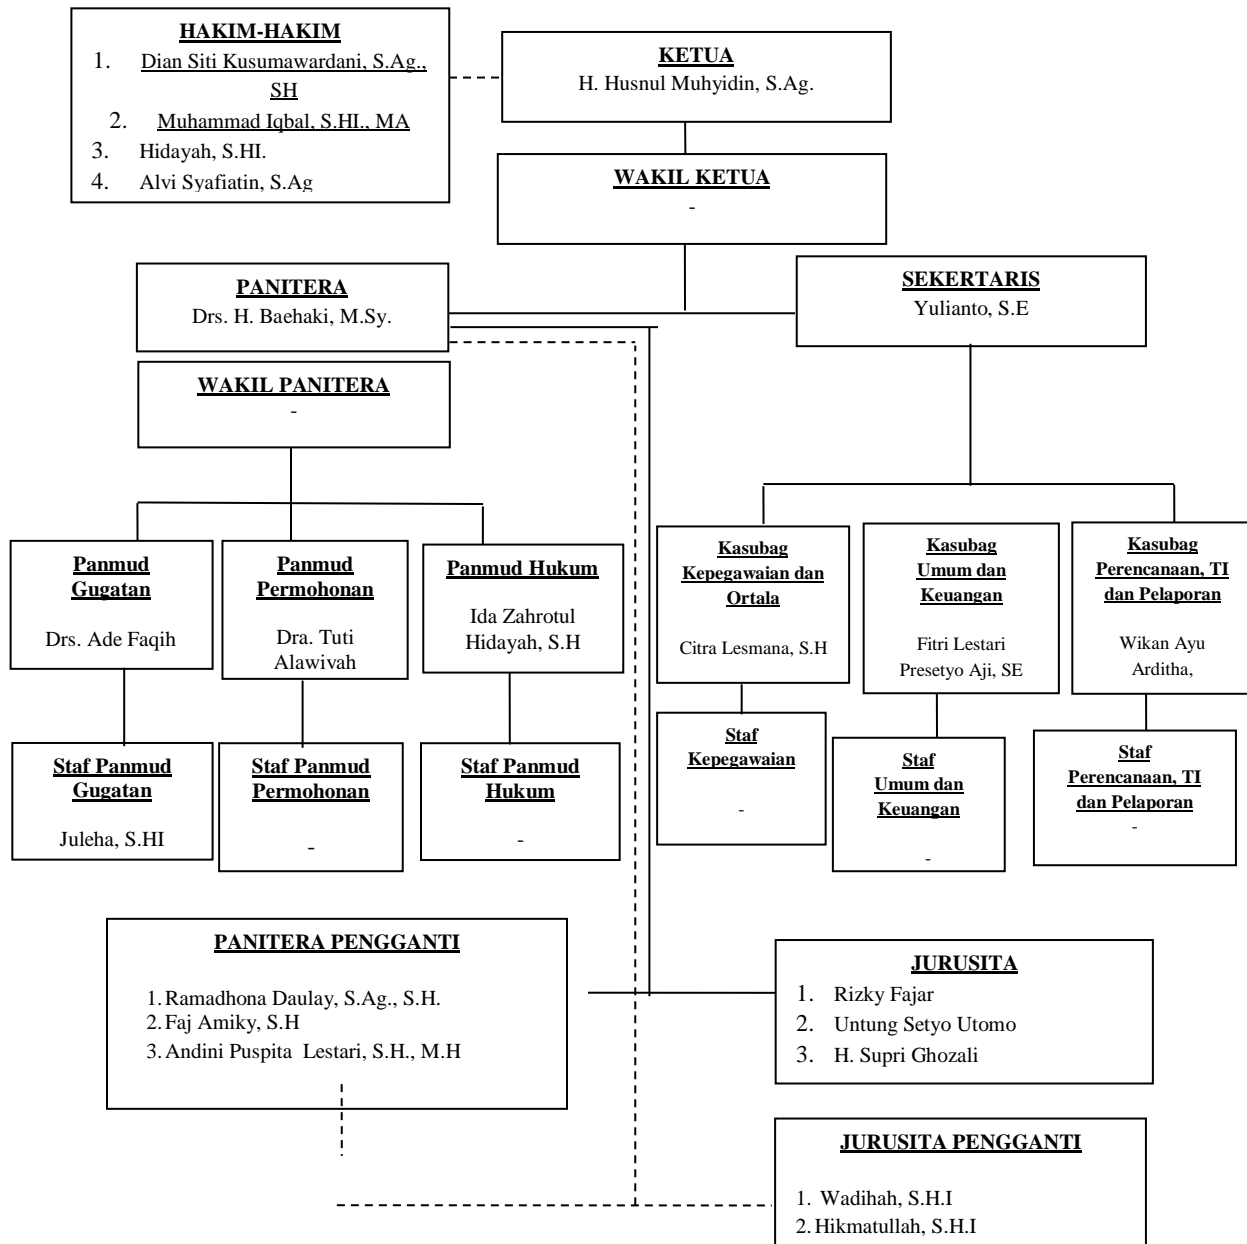 HAKIM-HAKIM
1. Dian Siti Kusumawardani, S.Ag.,
SH
2. Muhammad Iqbal, S.HI., MA
3. Hidayah, S.HI.
4. Alvi Syafiatin, S.Ag
KETUA
H. Husnul Muhyidin, S.Ag.
WAKIL KETUA
-
PANITERA
Drs. H. Baehaki, M.Sy.
SEKERTARIS
Yulianto, S.E
WAKIL PANITERA
-
Panmud
Gugatan
Drs. Ade Faqih
Panmud
Permohonan
Dra. Tuti
Alawiyah
Panmud Hukum
Ida Zahrotul
Hidayah, S.H
Kasubag
Kepegawaian dan
Ortala
Citra Lesmana, S.H
Kasubag
Umum dan
Keuangan
Fitri Lestari
Presetyo Aji, SE
Kasubag
Perencanaan, TI
dan Pelaporan
Wikan Ayu
Arditha,
Staf Panmud
Gugatan
Juleha, S.HI
Staf Panmud
Permohonan
-
Staf Panmud
Hukum
-
Staf
Kepegawaian
-
Staf
Umum dan
Keuangan
-
Staf
Perencanaan, TI
dan Pelaporan
-
PANITERA PENGGANTI
1. Ramadhona Daulay, S.Ag., S.H.
2. Faj Amiky, S.H
3. Andini Puspita Lestari, S.H., M.H
JURUSITA
1. Rizky Fajar
2. Untung Setyo Utomo
3. H. Supri Ghozali
JURUSITA PENGGANTI
1. Wadihah, S.H.I
2. Hikmatullah, S.H.I